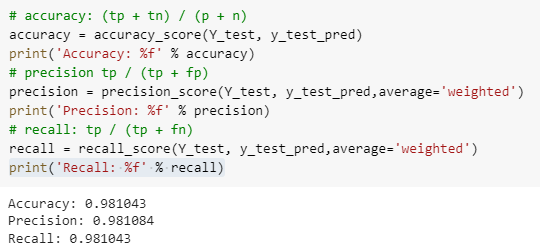 # accuracy: (tp + tn) / (p + n)
accuracy = accuracy_score(Y_test, y_test_pred)
print('Accuracy: %f' % accuracy)
# precision tp / (tp + fp)
precision = precision_score(Y_test, y_test_pred,average='weighted')
print('Precision: %f' % precision)
# recall: tp / (tp + fn)
recall = recall_score(Y_test, y_test_pred,average='weighted')
print('Recall: %f' % recall)
Accuracy: 0.981043
Precision: 0.981084
Recall: 0.981043